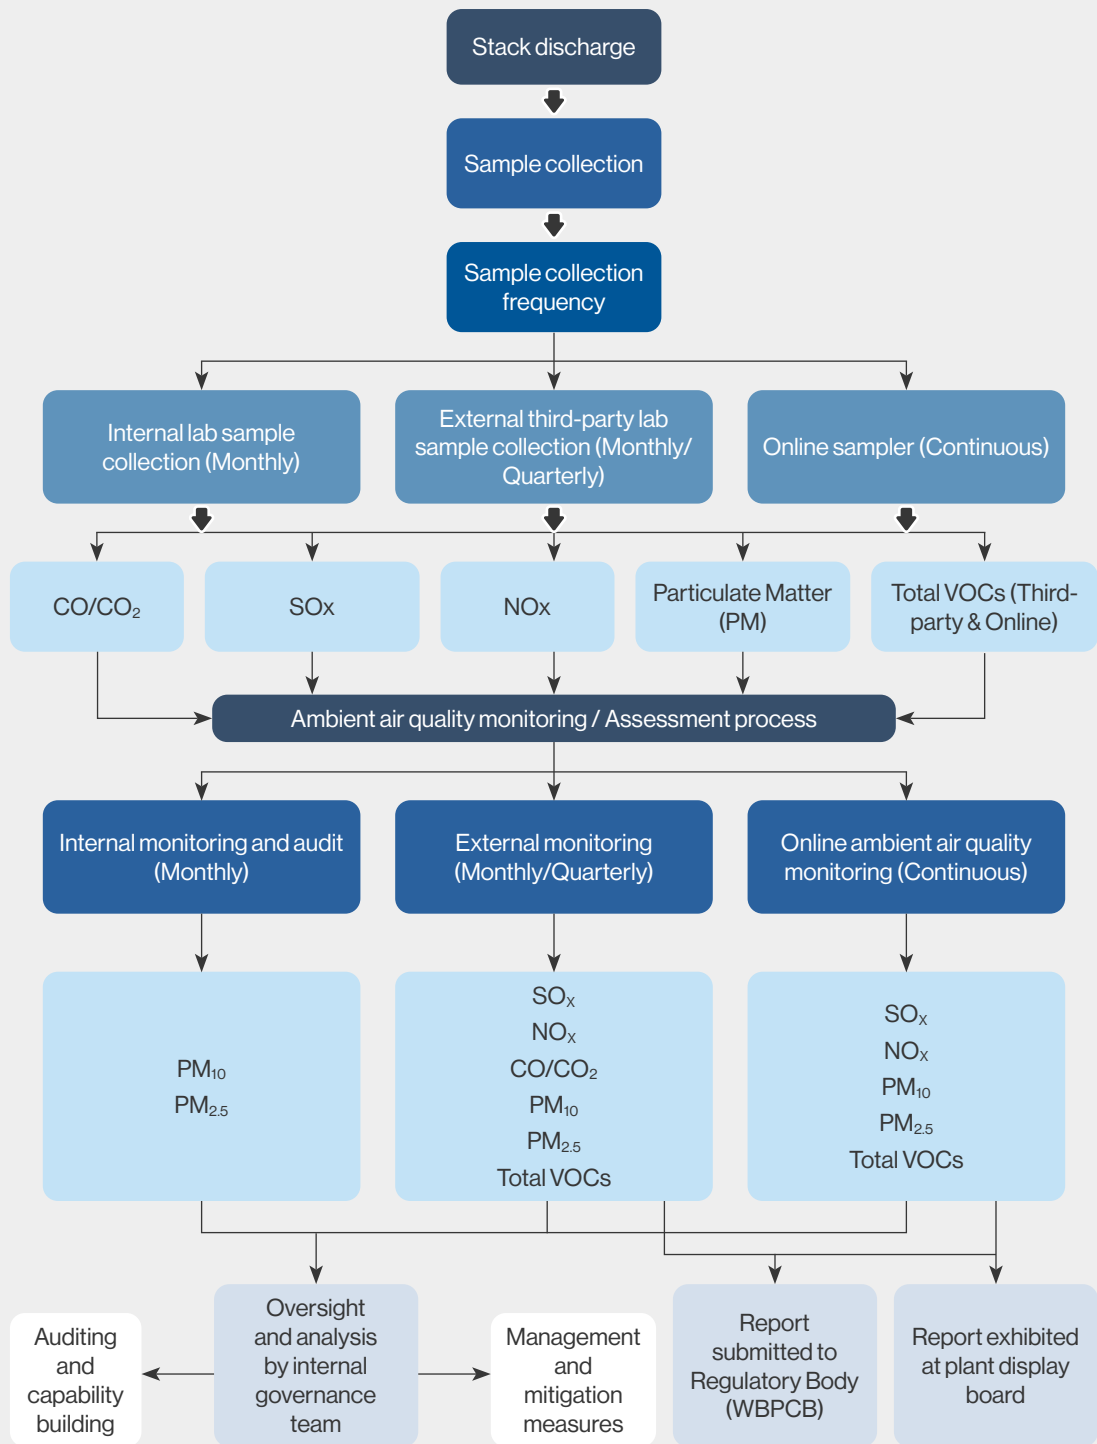 Stack discharge
Sample collection
Sample collection
frequency
Internal lab sample
collection (Monthly)
External third-party lab
sample collection (Monthly/
Quarterly)
Online sampler (Continuous)
CO/CO₂
SOx
NOx
Particulate Matter
(PM)
Total VOCs (Third-
party & Online)
Ambient air quality monitoring / Assessment process
Internal monitoring and audit
(Monthly)
External monitoring
(Monthly/Quarterly)
Online ambient air quality
monitoring (Continuous)
PM₁₀
PM₂.₅
SOₓ
NOₓ
CO/CO₂
PM₁₀
PM₂.₅
Total VOCs
SOₓ
NOₓ
PM₁₀
PM₂.₅
Total VOCs
Auditing
and
capability
building
Oversight
and analysis
by internal
governance
team
Management
and
mitigation
measures
Report
submitted to
Regulatory Body
(WBPCB)
Report exhibited
at plant display
board